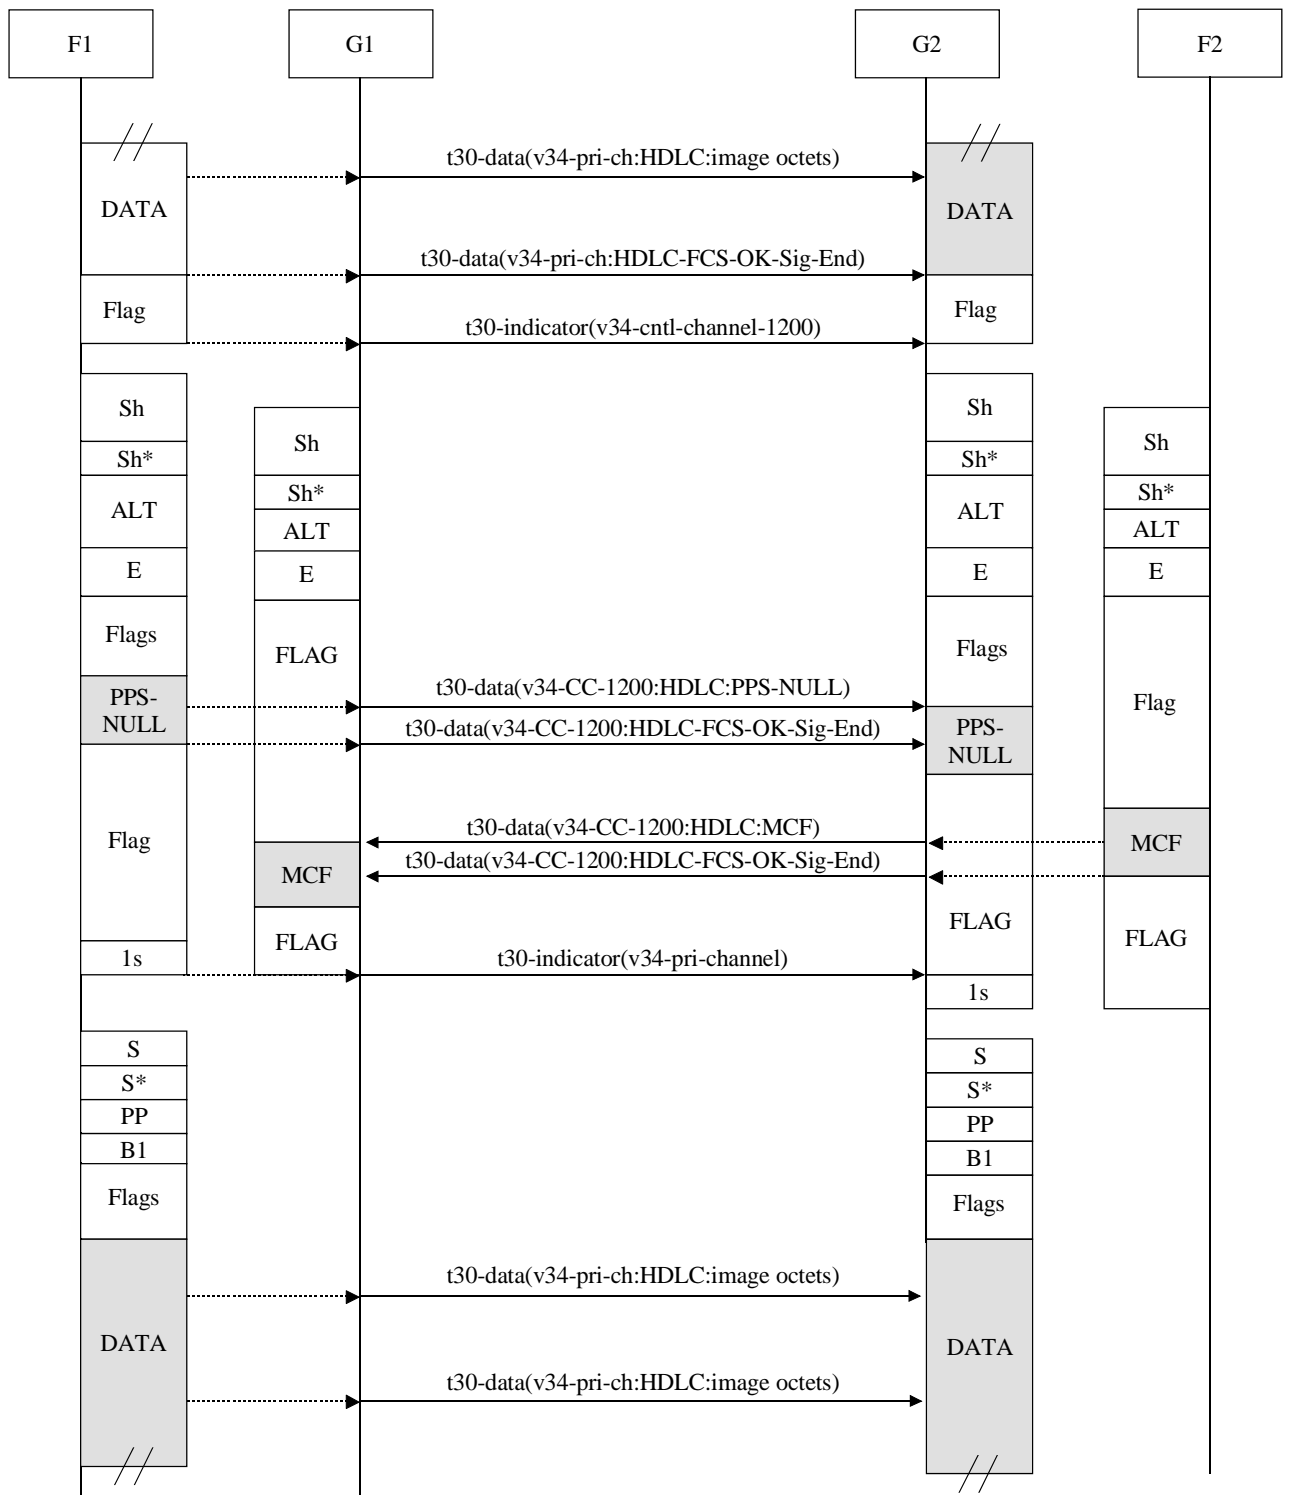 F1
G1
G2
F2
t30-data(v34-pri-ch:HDLC:image octets)
DATA
DATA
t30-data(v34-pri-ch:HDLC-FCS-OK-Sig-End)
Flag
Flag
t30-indicator(v34-cntl-channel-1200)
Sh
Sh
Sh
Sh
Sh*
Sh*
Sh*
Sh*
ALT
ALT
ALT
ALT
E
E
E
E
Flags
FLAG
Flags
t30-data(v34-CC-1200:HDLC:PPS-NULL)
PPS-
NULL
Flag
t30-data(v34-CC-1200:HDLC-FCS-OK-Sig-End)
PPS-
NULL
t30-data(v34-CC-1200:HDLC:MCF)
Flag
MCF
t30-data(v34-CC-1200:HDLC-FCS-OK-Sig-End)
MCF
FLAG
FLAG
FLAG
1s
t30-indicator(v34-pri-channel)
1s
S
S
S*
S*
PP
PP
B1
B1
Flags
Flags
t30-data(v34-pri-ch:HDLC:image octets)
DATA
DATA
t30-data(v34-pri-ch:HDLC:image octets)